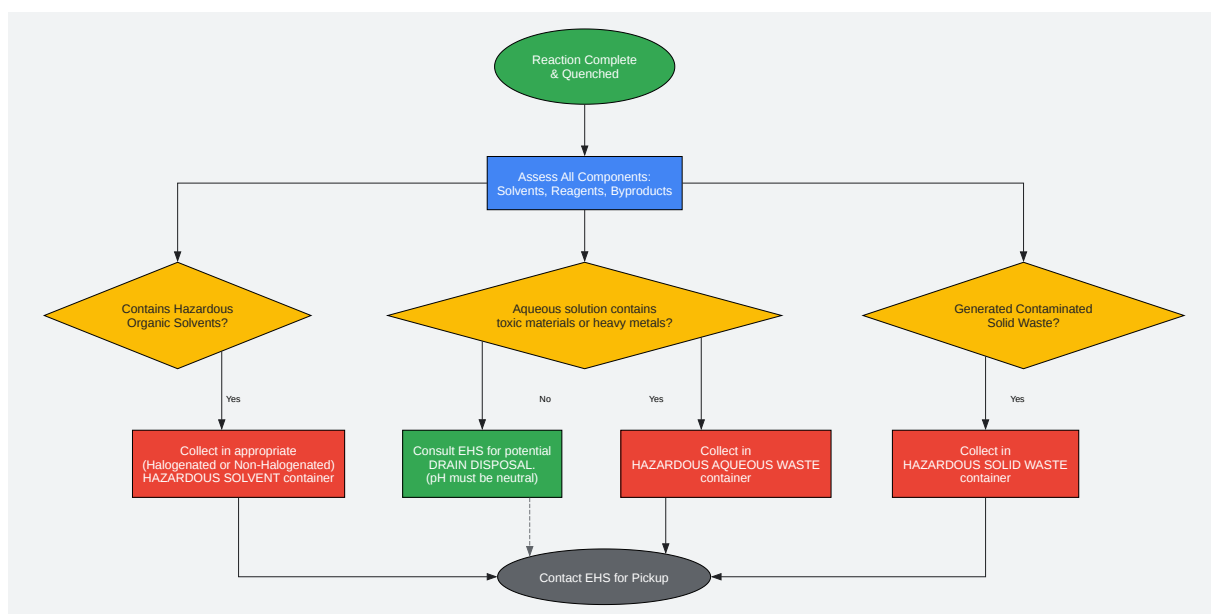 Reaction Complete
& Quenched
Assess All Components:
Solvents, Reagents, Byproducts
Contains Hazardous
Organic Solvents?
Aqueous solution contains
toxic materials or heavy metals?
Generated Contaminated
Solid Waste?
Yes
No
Yes
Yes
Collect in appropriate
(Halogenated or Non-Halogenated)
HAZARDOUS SOLVENT container
Consult EHS for potential
DRAIN DISPOSAL.
(pH must be neutral)
Collect in
HAZARDOUS AQUEOUS WASTE
container
Collect in
HAZARDOUS SOLID WASTE
container
Contact EHS for Pickup